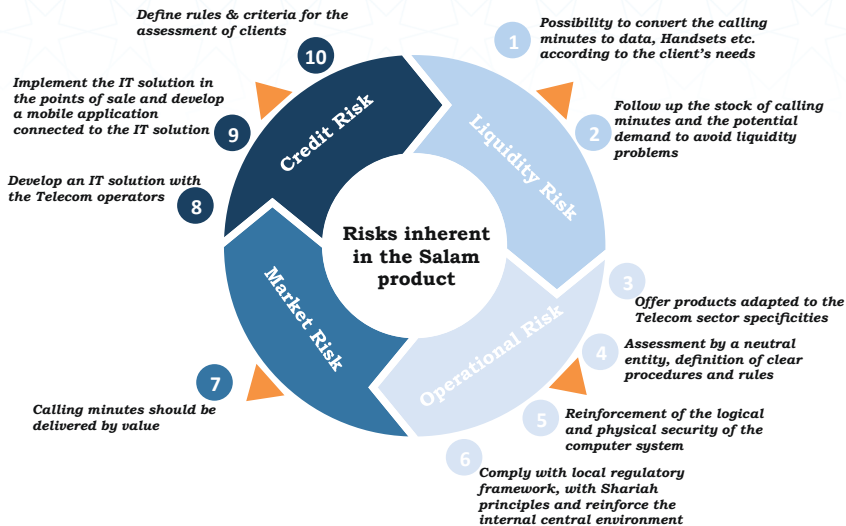 Risks inherent
in the Salam
product
Liquidity Risk
1
Possibility to convert the calling
minutes to data, Handsets etc.
according to the client's needs
2
Follow up the stock of calling
minutes and the potential
demand to avoid liquidity
problems
Operational Risk
3
Offer products adapted to the
Telecom sector specificities
4
Assessment by a neutral
entity, definition of clear
procedures and rules
5
Reinforcement of the logical
and physical security of the
computer system
6
Comply with local regulatory
framework, with Shariah
principles and reinforce the
internal central environment
Market Risk
7
Calling minutes should be
delivered by value
Credit Risk
8
Develop an IT solution with
the Telecom operators
9
Implement the IT solution in
the points of sale and develop
a mobile application
connected to the IT solution
10
Define rules & criteria for the
assessment of clients